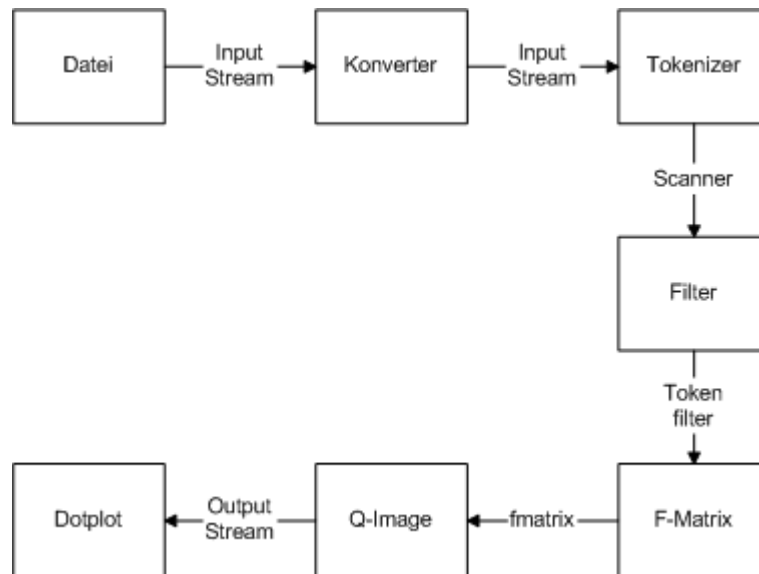 Datei
Input
Stream
Konverter
Input
Stream
Tokenizer
Scanner
Filter
Token
filter
F-Matrix
fmatrix
Q-Image
Output
Stream
Dotplot